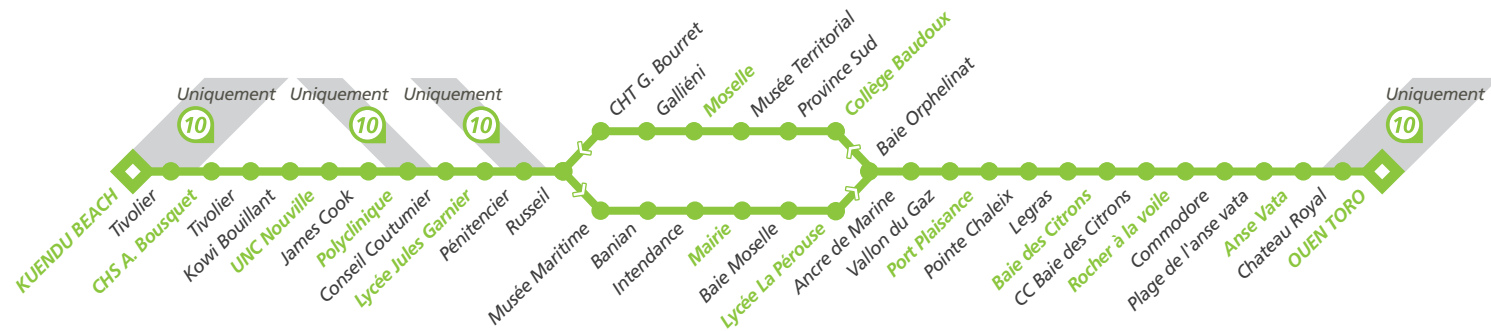 Uniquement
10
Uniquement
10
Uniquement
10
Uniquement
10
KUENDU BEACH
Tivolier
CHS A. Bousquet
Tivolier
Kowi Bouillant
UNC Nouville
James Cook
Polyclinique
Conseil Coutumier
Lycée Jules Garnier
Pénitencier
Russeil
CHT G. Bourret
Galliéni
Moselle
Musée Territorial
Province Sud
Collège Baudoux
Baie Orphelinat
Musée Maritime
Banian
Intendance
Mairie
Baie Moselle
Lycée La Pérouse
Ancre de Marine
Vallon du Gaz
Port Plaisance
Pointe Chaleix
Legras
Baie des Citrons
CC Baie des Citrons
Rocher à la voile
Commodore
Plage de l'anse vata
Anse Vata
Chateau Royal
OUEN TORO